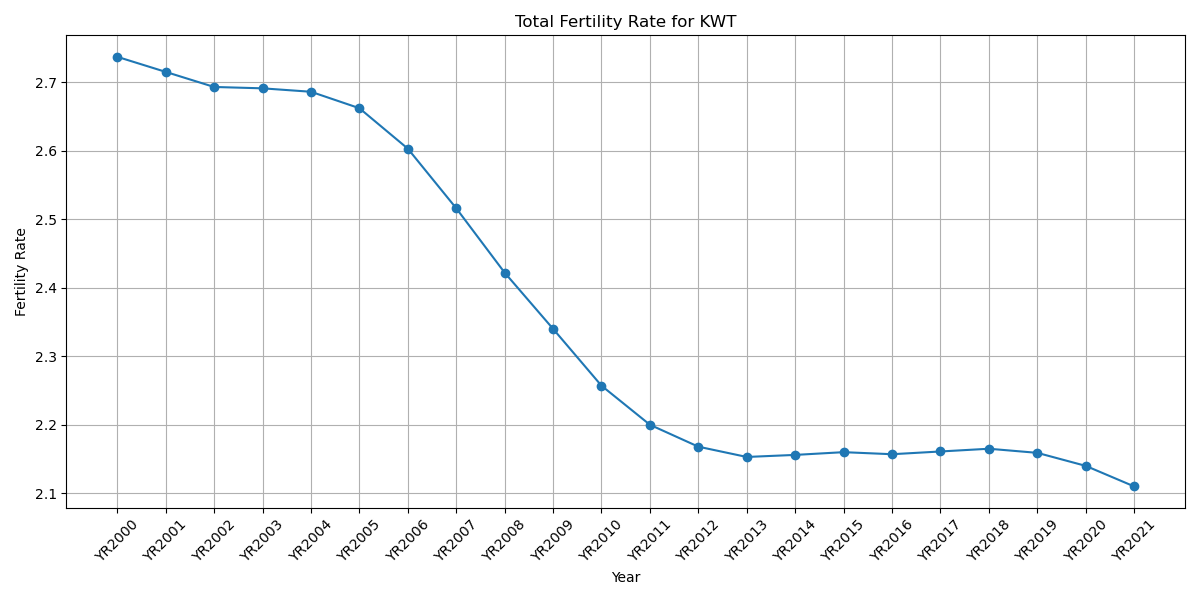 Total Fertility Rate for KWT
Fertility Rate
2.7
2.6
2.5
2.4
2.3
2.2
2.1
YR2000
YR2001
YR2002
YR2003
YR2004
YR2005
YR2006
YR2007
YR2008
YR2009
YR2010
YR2011
YR2012
YR2013
YR2014
YR2015
YR2016
YR2017
YR2018
YR2019
YR2020
YR2021
Year